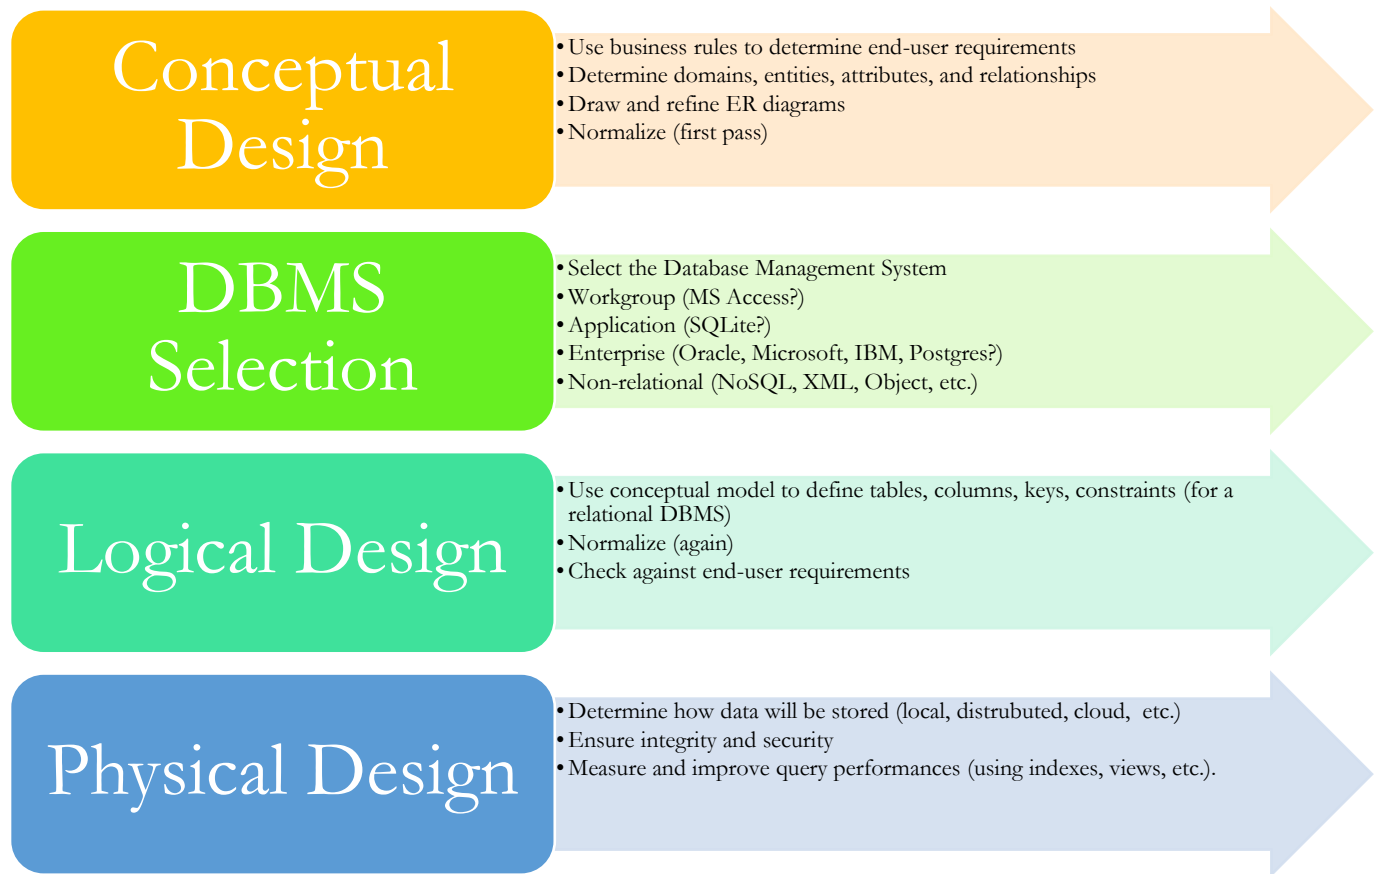 Conceptual
Design
• Use business rules to determine end-user requirements
• Determine domains, entities, attributes, and relationships
• Draw and refine ER diagrams
• Normalize (first pass)
DBMS
Selection
• Select the Database Management System
• Workgroup (MS Access?)
• Application (SQLite?)
• Enterprise (Oracle, Microsoft, IBM, Postgres?)
• Non-relational (NoSQL, XML, Object, etc.)
Logical Design
• Use conceptual model to define tables, columns, keys, constraints (for a
relational DBMS)
• Normalize (again)
• Check against end-user requirements
Physical Design
• Determine how data will be stored (local, distrubuted, cloud, etc.)
• Ensure integrity and security
• Measure and improve query performances (using indexes, views, etc.).